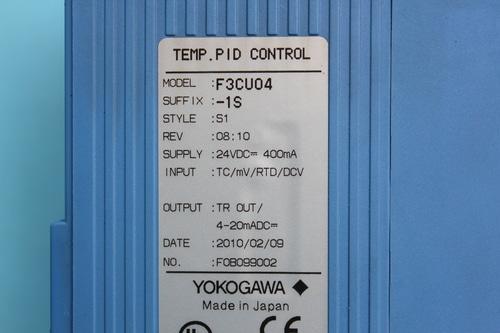 TEMP.PID CONTROL
MODEL :F3CU04
SUFFIX :-1S
STYLE :S1
REV :08:10
SUPPLY :24VDC⎓ 400mA
INPUT :TC/mV/RTD/DCV
OUTPUT :TR OUT/
4-20mADC⎓
DATE :2010/02/09
NO. :F0B099002
YOKOGAWA ◆
Made in Japan
CE